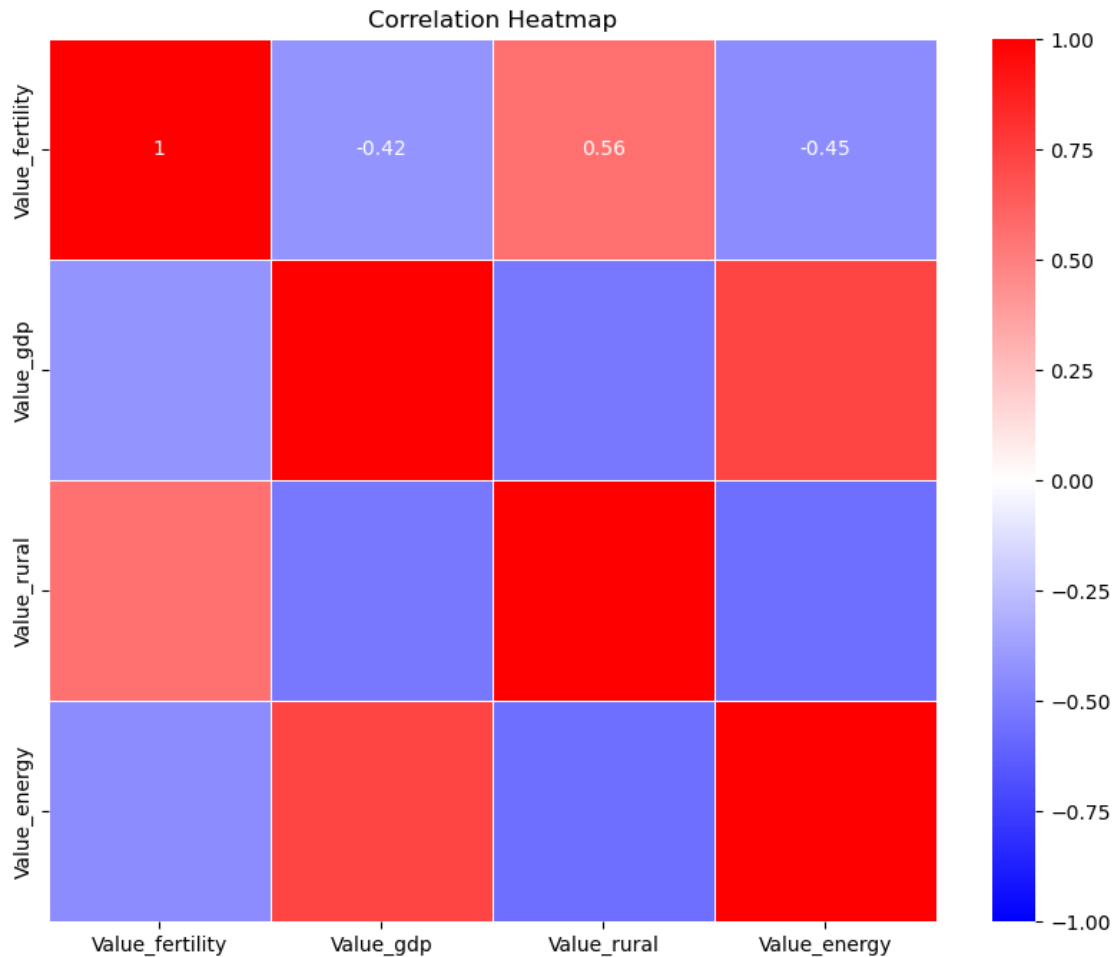 Correlation Heatmap
Value_fertility
1
-0.42
0.56
-0.45
Value_gdp
Value_rural
Value_energy
Value_fertility
Value_gdp
Value_rural
Value_energy
1.00
0.75
0.50
0.25
0.00
−0.25
−0.50
−0.75
−1.00